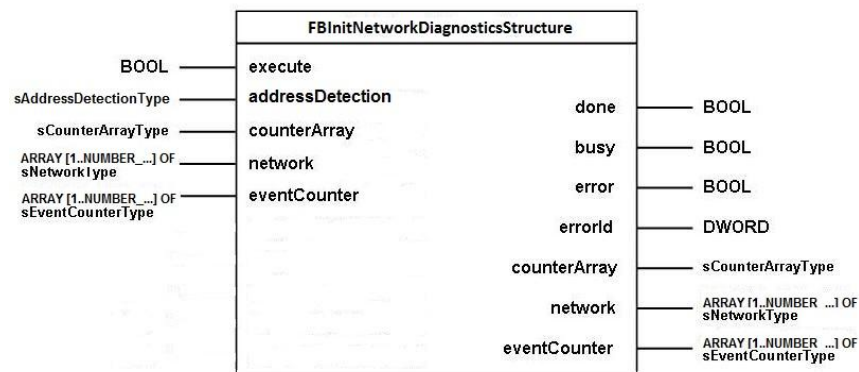 FBInitNetworkDiagnosticsStructure
BOOL execute
sAddressDetectionType addressDetection
sCounterArrayType counterArray
ARRAY [1..NUMBER_...] OF
sNetworkType network
ARRAY [1..NUMBER_...] OF
sEventCounterType eventCounter
done BOOL
busy BOOL
error BOOL
errorId DWORD
counterArray sCounterArrayType
network ARRAY [1..NUMBER_...] OF
sNetworkType
eventCounter ARRAY [1..NUMBER_...] OF
sEventCounterType